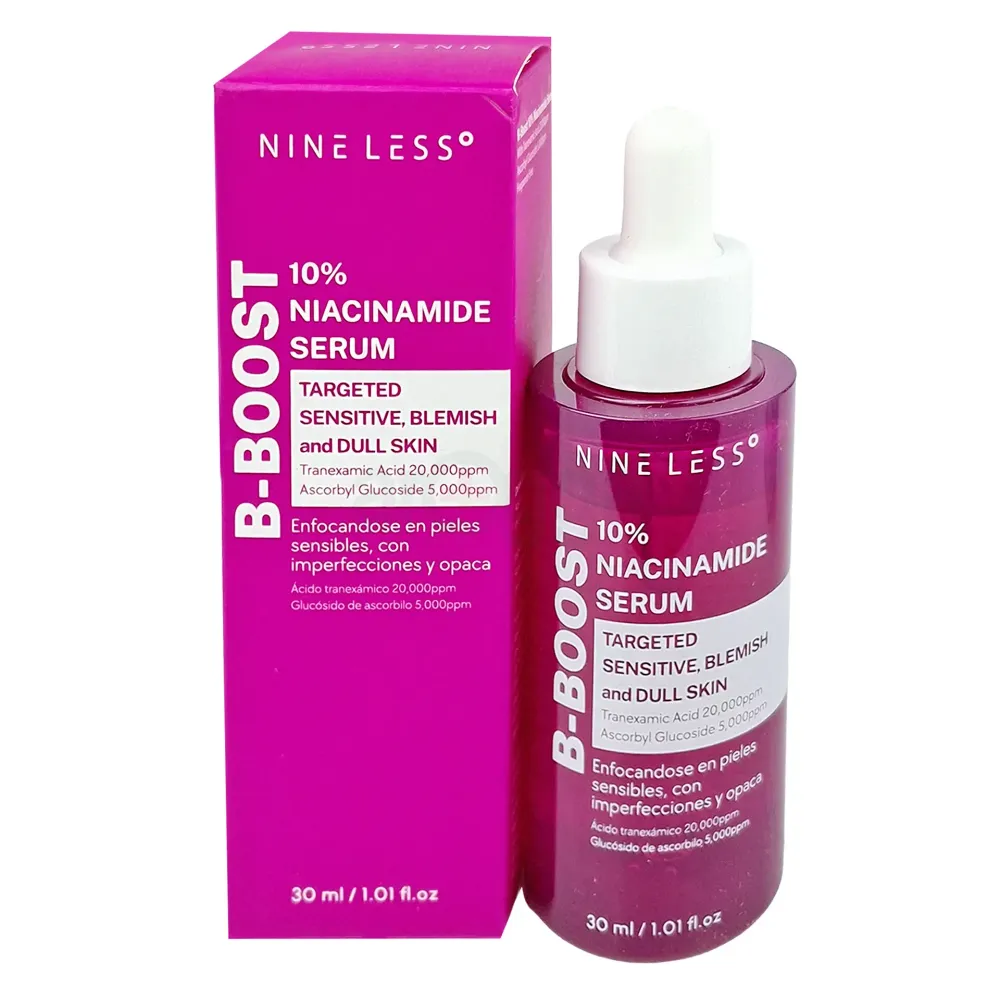 NINE LESS
NINE LESS°
B-BOOST
10%
NIACINAMIDE
SERUM
TARGETED
SENSITIVE, BLEMISH
and DULL SKIN
Tranexamic Acid 20,000ppm
Ascorbyl Glucoside 5,000ppm
Enfocandose en pieles
sensibles, con
imperfecciones y opaca
Ácido tranexámico 20,000ppm
Glucósido de ascorbilo 5,000ppm
30 ml / 1.01 fl.oz
NINE LESS°
B-BOOST
10%
NIACINAMIDE
SERUM
TARGETED
SENSITIVE, BLEMISH
and DULL SKIN
Tranexamic Acid 20,000ppm
Ascorbyl Glucoside 5,000ppm
Enfocandose en pieles
sensibles, con
imperfecciones y opaca
Ácido tranexámico 20,000ppm
Glucósido de ascorbilo 5,000ppm
30 ml / 1.01 fl.oz